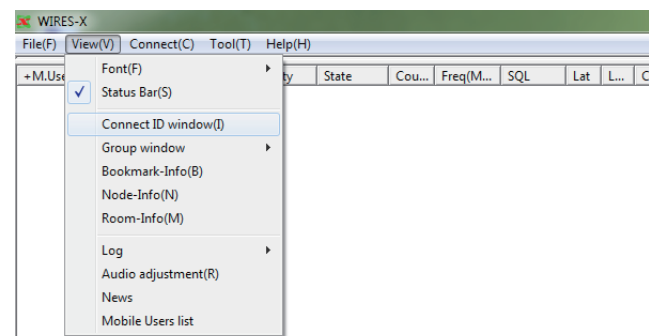 WIRES-X
File(F) View(V) Connect(C) Tool(T) Help(H)
+M.Use ty State Cou... Freq(M... SQL Lat L... C
Font(F)
Status Bar(S)
Connect ID window(I)
Group window
Bookmark-Info(B)
Node-Info(N)
Room-Info(M)
Log
Audio adjustment(R)
News
Mobile Users list